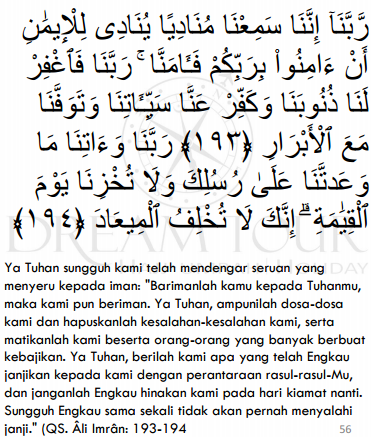 رَّبَّنَآ إِنَّنَا سَمِعْنَا مُنَادِيًا يُنَادِى لِلْإِيمَٰنِ
أَنْ ءَامِنُوا۟ بِرَبِّكُمْ فَـَٔامَنَّا ۚ رَبَّنَا فَٱغْفِرْ
لَنَا ذُنُوبَنَا وَكَفِّرْ عَنَّا سَيِّـَٔاتِنَا وَتَوَفَّنَا
مَعَ ٱلْأَبْرَارِ ﴿١٩٣﴾ رَبَّنَا وَءَاتِنَا مَا
وَعَدتَّنَا عَلَىٰ رُسُلِكَ وَلَا تُخْزِنَا يَوْمَ
ٱلْقِيَٰمَةِ ۗ إِنَّكَ لَا تُخْلِفُ ٱلْمِيعَادَ ﴿١٩٤﴾
DREAM TOUR
HOLIDAY
Ya Tuhan sungguh kami telah mendengar seruan yang
menyeru kepada iman: "Barimanlah kamu kepada Tuhanmu,
maka kami pun beriman. Ya Tuhan, ampunilah dosa-dosa
kami dan hapuskanlah kesalahan-kesalahan kami, serta
matikanlah kami beserta orang-orang yang banyak berbuat
kebajikan. Ya Tuhan, berilah kami apa yang telah Engkau
janjikan kepada kami dengan perantaraan rasul-rasul-Mu,
dan janganlah Engkau hinakan kami pada hari kiamat nanti.
Sungguh Engkau sama sekali tidak akan pernah menyalahi
janji." (QS. Âli Imrân: 193-194
56